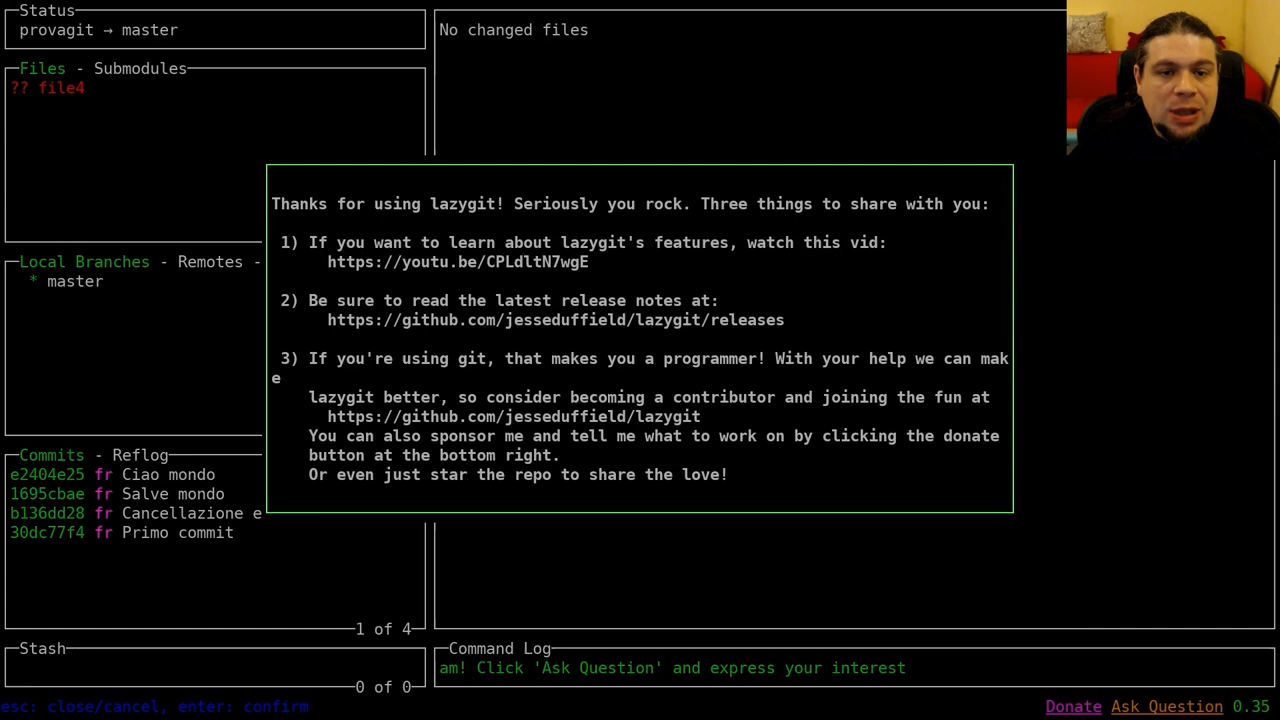 Status
provagit → master
No changed files
Files - Submodules
?? file4
Thanks for using lazygit! Seriously you rock. Three things to share with you:
1) If you want to learn about lazygit's features, watch this vid:
https://youtu.be/CPLdltN7wgE
2) Be sure to read the latest release notes at:
https://github.com/jesseduffield/lazygit/releases
3) If you're using git, that makes you a programmer! With your help we can mak
e
lazygit better, so consider becoming a contributor and joining the fun at
https://github.com/jesseduffield/lazygit
You can also sponsor me and tell me what to work on by clicking the donate
button at the bottom right.
Or even just star the repo to share the love!
Local Branches - Remotes -
* master
Commits - Reflog
e2404e25 fr Ciao mondo
1695cbae fr Salve mondo
b136dd28 fr Cancellazione e
30dc77f4 fr Primo commit
1 of 4
Stash
0 of 0
Command Log
am! Click 'Ask Question' and express your interest
esc: close/cancel, enter: confirm
Donate Ask Question 0.35